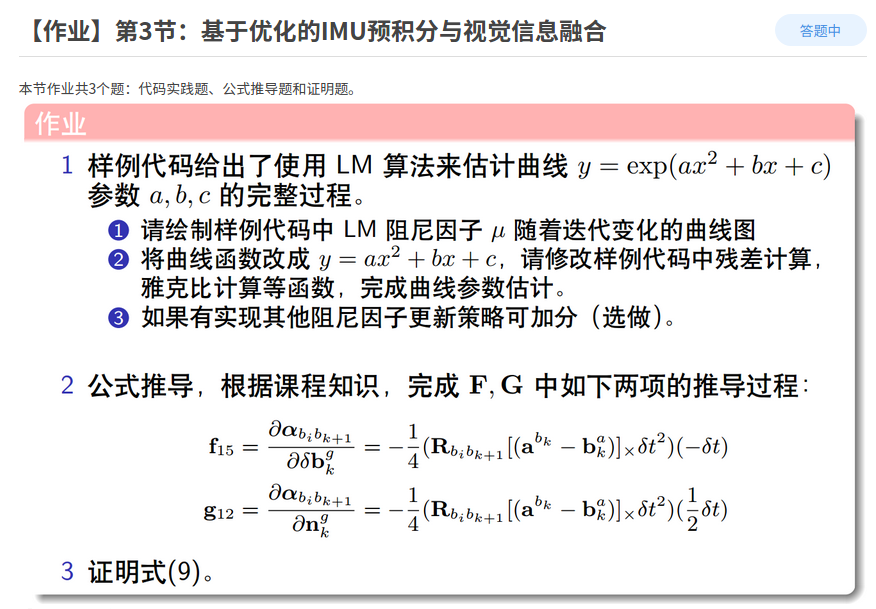 【作业】第3节：基于优化的IMU预积分与视觉信息融合
答题中
本节作业共3个题：代码实践题、公式推导题和证明题。
作业
1 样例代码给出了使用 LM 算法来估计曲线 y = exp(ax² + bx + c)
参数 a, b, c 的完整过程。
❶ 请绘制样例代码中 LM 阻尼因子 μ 随着迭代变化的曲线图
❷ 将曲线函数改成 y = ax² + bx + c，请修改样例代码中残差计算，
雅克比计算等函数，完成曲线参数估计。
❸ 如果有实现其他阻尼因子更新策略可加分（选做）。
2 公式推导，根据课程知识，完成 F, G 中如下两项的推导过程：
f₁₅ = ∂α_{b_i b_{k+1}} / ∂δb_k^g = −1/4 (R_{b_i b_{k+1}} [(a^{b_k} − b_k^a)]_× δt²)(−δt)
g₁₂ = ∂α_{b_i b_{k+1}} / ∂n_k^g = −1/4 (R_{b_i b_{k+1}} [(a^{b_k} − b_k^a)]_× δt²)(1/2 δt)
3 证明式(9)。